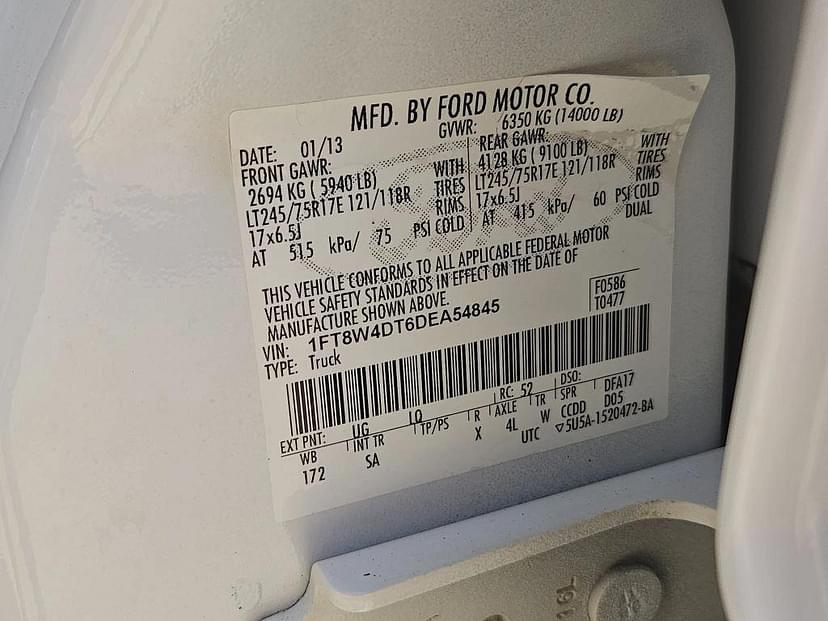 MFD. BY FORD MOTOR CO.
DATE: 01/13 GVWR: 6350 KG (14000 LB)
FRONT GAWR: REAR GAWR:
2694 KG ( 5940 LB) WITH 4128 KG ( 9100 LB) WITH
LT245/75R17E 121/118R TIRES LT245/75R17E 121/118R TIRES
17x6.5J RIMS 17x6.5J RIMS
AT 515 kPa/ 75 PSI COLD AT 415 kPa/ 60 PSI COLD
DUAL
THIS VEHICLE CONFORMS TO ALL APPLICABLE FEDERAL MOTOR
VEHICLE SAFETY STANDARDS IN EFFECT ON THE DATE OF
MANUFACTURE SHOWN ABOVE.
F0586
VIN: 1FT8W4DT6DEA54845 T0477
TYPE: Truck
EXT PNT: UG LQ RC: 52 DSO:
WB INT TR TP/PS R AXLE TR SPR DFA17
172 SA X 4L W CCDD D05
UTC ▽5U5A-1520472-BA